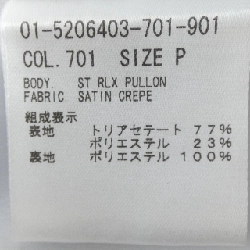 01-5206403-701-901
COL.701 SIZE P
BODY. ST RLX PULLON
FABRIC SATIN CREPE
組成表示
表地 トリアセテート 77%
ポリエステル 23%
裏地 ポリエステル 100%